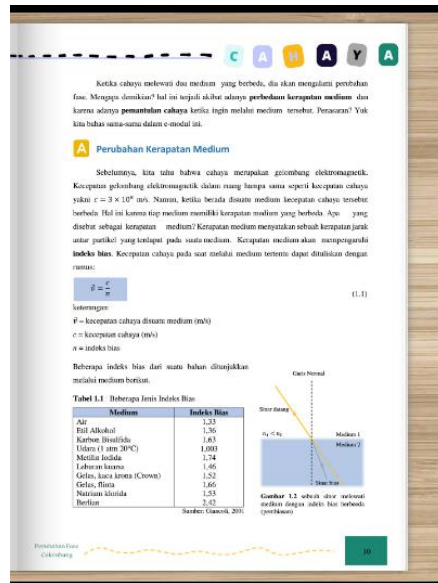 CAHAYA
Ketika cahaya melewati dua medium yang berbeda, dia akan mengalami perubahan
fase. Mengapa demikian? hal ini terjadi akibat adanya perbedaan kerapatan medium dan
karena adanya pemantulan cahaya ketika ingin melalui medium tersebut. Penasaran? Yuk
kita bahas sama-sama dalam e-modul ini.
A Perubahan Kerapatan Medium
Sebelumnya, kita tahu bahwa cahaya merupakan gelombang elektromagnetik.
Kecepatan gelombang elektromagnetik dalam ruang hampa sama seperti kecepatan cahaya
yakni c = 3 × 10⁸ m/s. Namun, ketika berada disuatu medium kecepatan cahaya tersebut
berbeda. Hal ini karena tiap medium memiliki kerapatan medium yang berbeda. Apa yang
disebut sebagai kerapatan medium? Kerapatan medium menyatakan sebuah kerapatan jarak
antar partikel yang terdapat pada suatu medium. Kerapatan medium akan mempengaruhi
indeks bias. Kecepatan cahaya pada saat melalui medium tertentu dapat dituliskan dengan
rumus:
v̄ = c/n (1.1)
keterangan:
v̄ = kecepatan cahaya disuatu medium (m/s)
c = kecepatan cahaya (m/s)
n = indeks bias
Beberapa indeks bias dari suatu bahan ditunjukkan
melalui medium berikut.
Tabel 1.1 Beberapa Jenis Indeks Bias
Medium Indeks Bias
Air 1,33
Etil Alkohol 1,36
Karbon Bisulfida 1,63
Udara (1 atm 20°C) 1,003
Metilin Iodida 1,74
Leburan kuarsa 1,46
Gelas, kaca krona (Crown) 1,52
Gelas, flinta 1,66
Natrium klorida 1,53
Berlian 2,42
Sumber: Giancoli, 2001
Garis Normal
Sinar datang
n₁ < n₂
Medium 1
Medium 2
Sinar bias
Gambar 1.2 sebuah sinar melewati
medium dengan indeks bias berbeda
(pembiasan)
Perubahan Fase
Gelombang
10